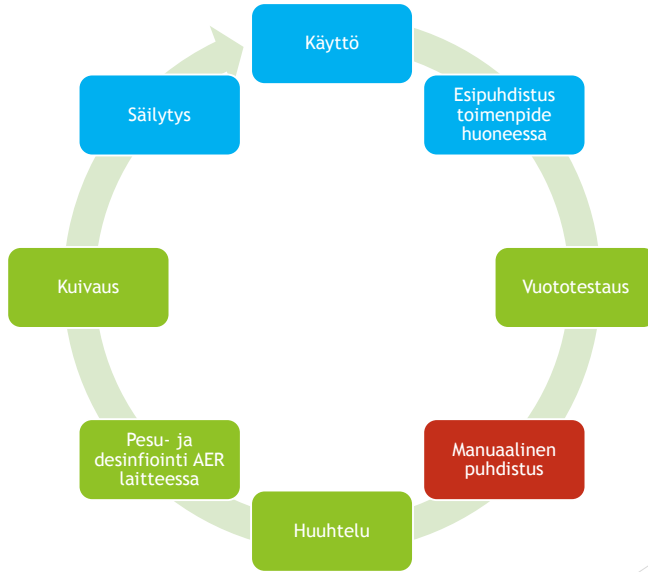 Käyttö
Esipuhdistus
toimenpide
huoneessa
Vuototestaus
Manuaalinen
puhdistus
Huuhtelu
Pesu- ja
desinfiointi AER
laitteessa
Kuivaus
Säilytys